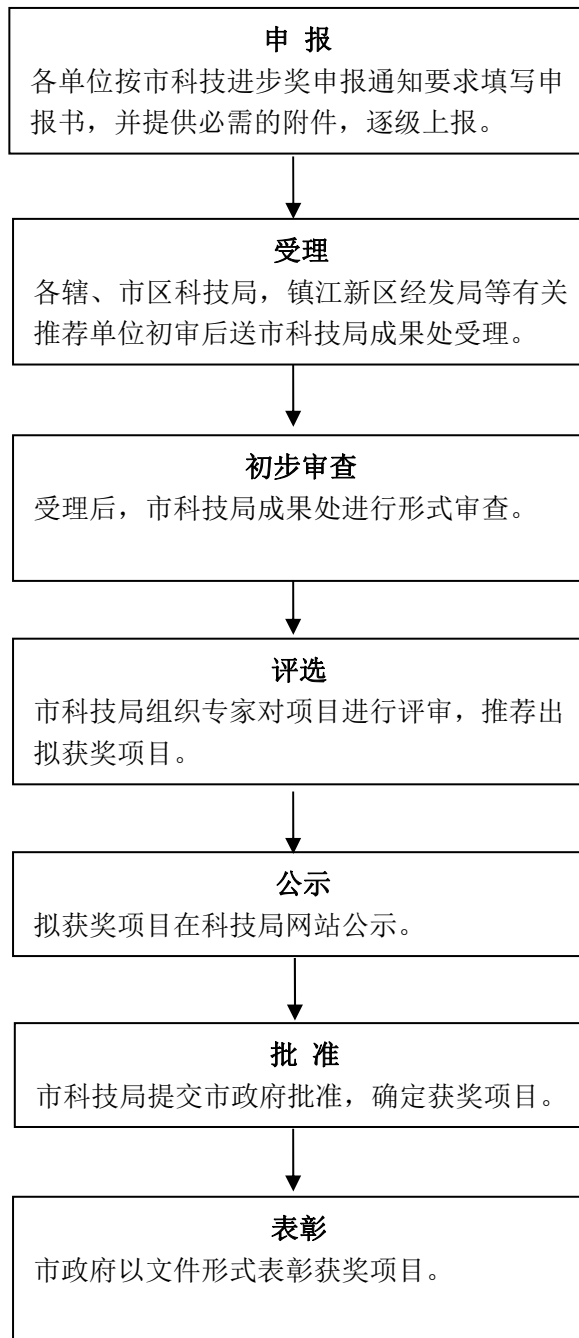 申 报
各单位按市科技进步奖申报通知要求填写申
报书，并提供必需的附件，逐级上报。
受理
各辖、市区科技局，镇江新区经发局等有关
推荐单位初审后送市科技局成果处受理。
初步审查
受理后，市科技局成果处进行形式审查。
评选
市科技局组织专家对项目进行评审，推荐出
拟获奖项目。
公示
拟获奖项目在科技局网站公示。
批 准
市科技局提交市政府批准，确定获奖项目。
表彰
市政府以文件形式表彰获奖项目。